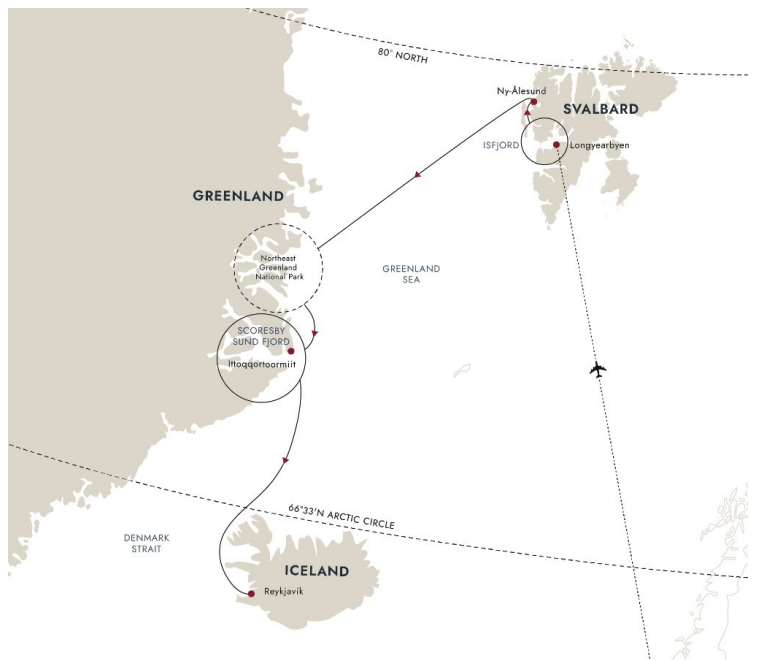 80° NORTH
Ny-Ålesund
SVALBARD
ISFJORD
Longyearbyen
GREENLAND
Northeast
Greenland
National Park
GREENLAND
SEA
SCORESBY
SUND FJORD
Ittoqqortoormiit
66°33'N ARCTIC CIRCLE
DENMARK
STRAIT
ICELAND
Reykjavík